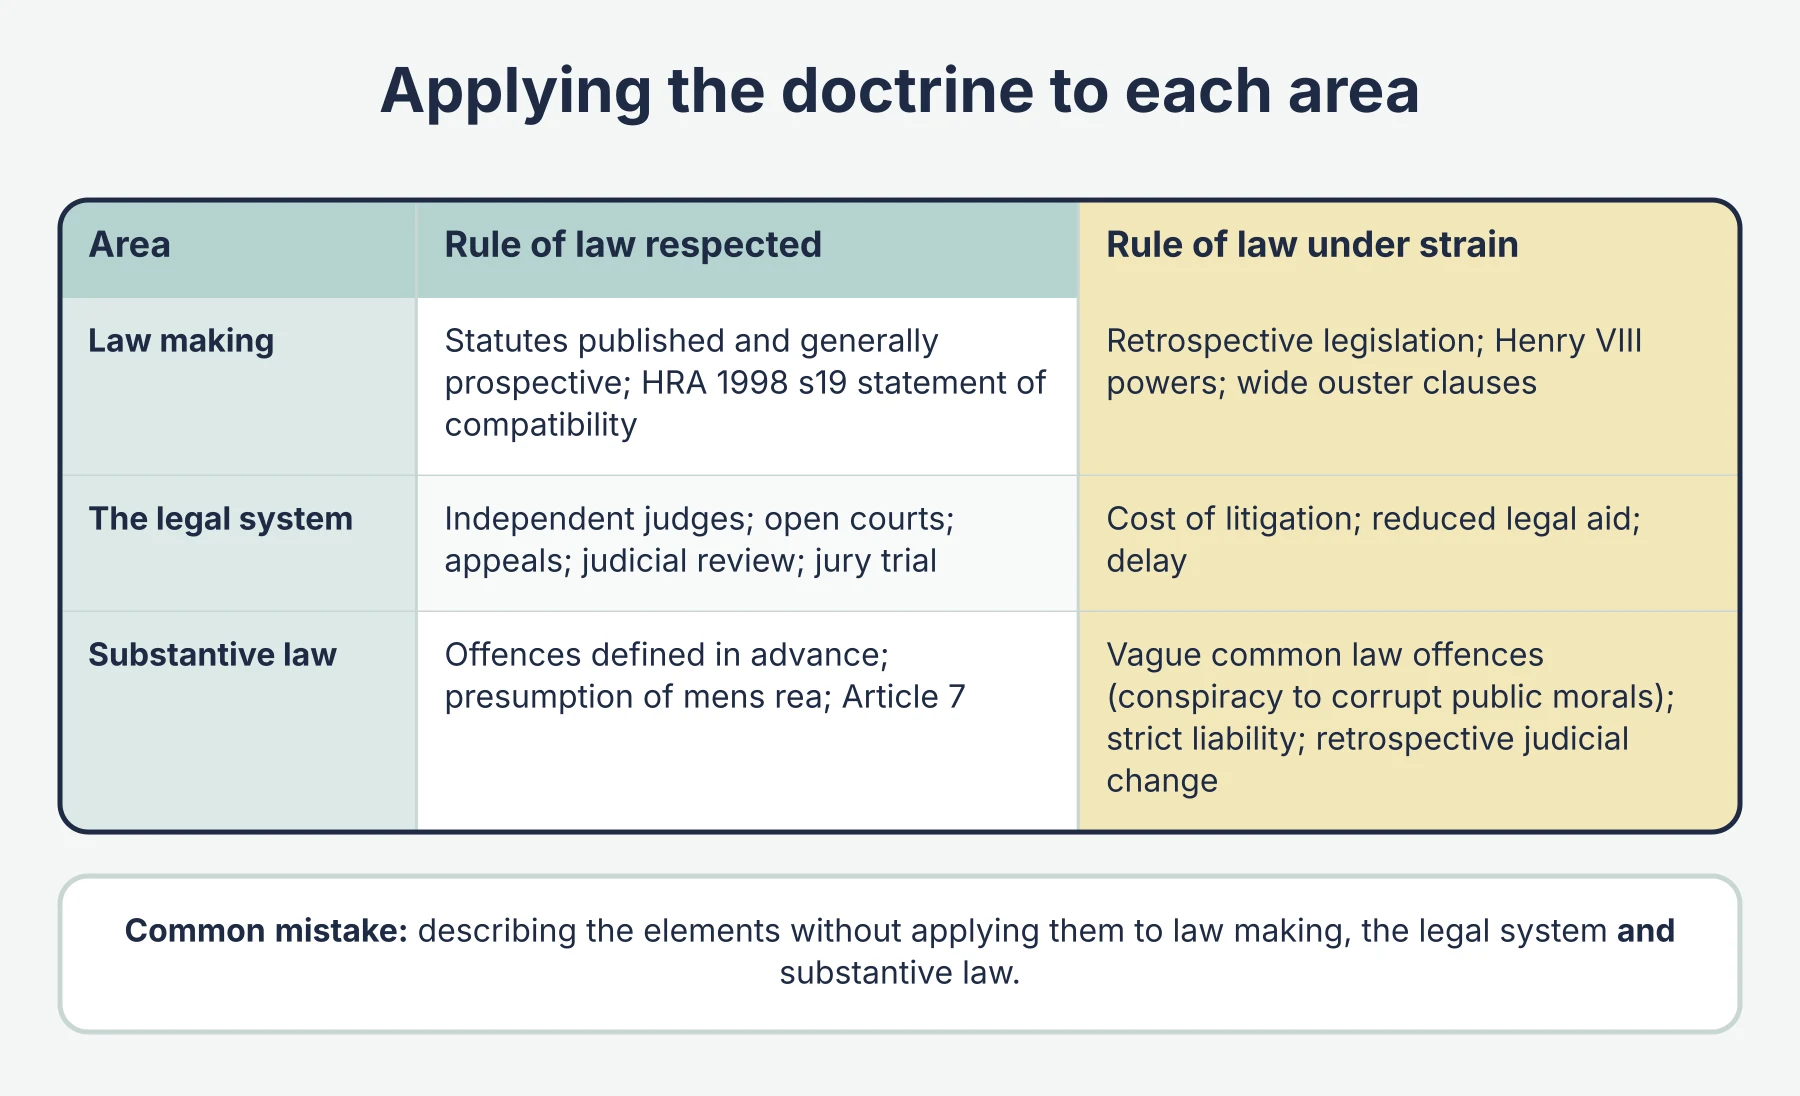 Applying the doctrine to each area
Area
Rule of law respected
Rule of law under strain
Law making
Statutes published and generally
prospective; HRA 1998 s19 statement of
compatibility
Retrospective legislation; Henry VIII
powers; wide ouster clauses
The legal system
Independent judges; open courts;
appeals; judicial review; jury trial
Cost of litigation; reduced legal aid;
delay
Substantive law
Offences defined in advance;
presumption of mens rea; Article 7
Vague common law offences
(conspiracy to corrupt public morals);
strict liability; retrospective judicial
change
Common mistake: describing the elements without applying them to law making, the legal system and
substantive law.